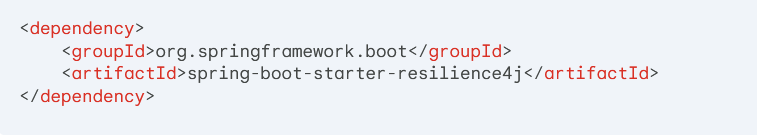 <dependency>
    <groupId>org.springframework.boot</groupId>
    <artifactId>spring-boot-starter-resilience4j</artifactId>
</dependency>